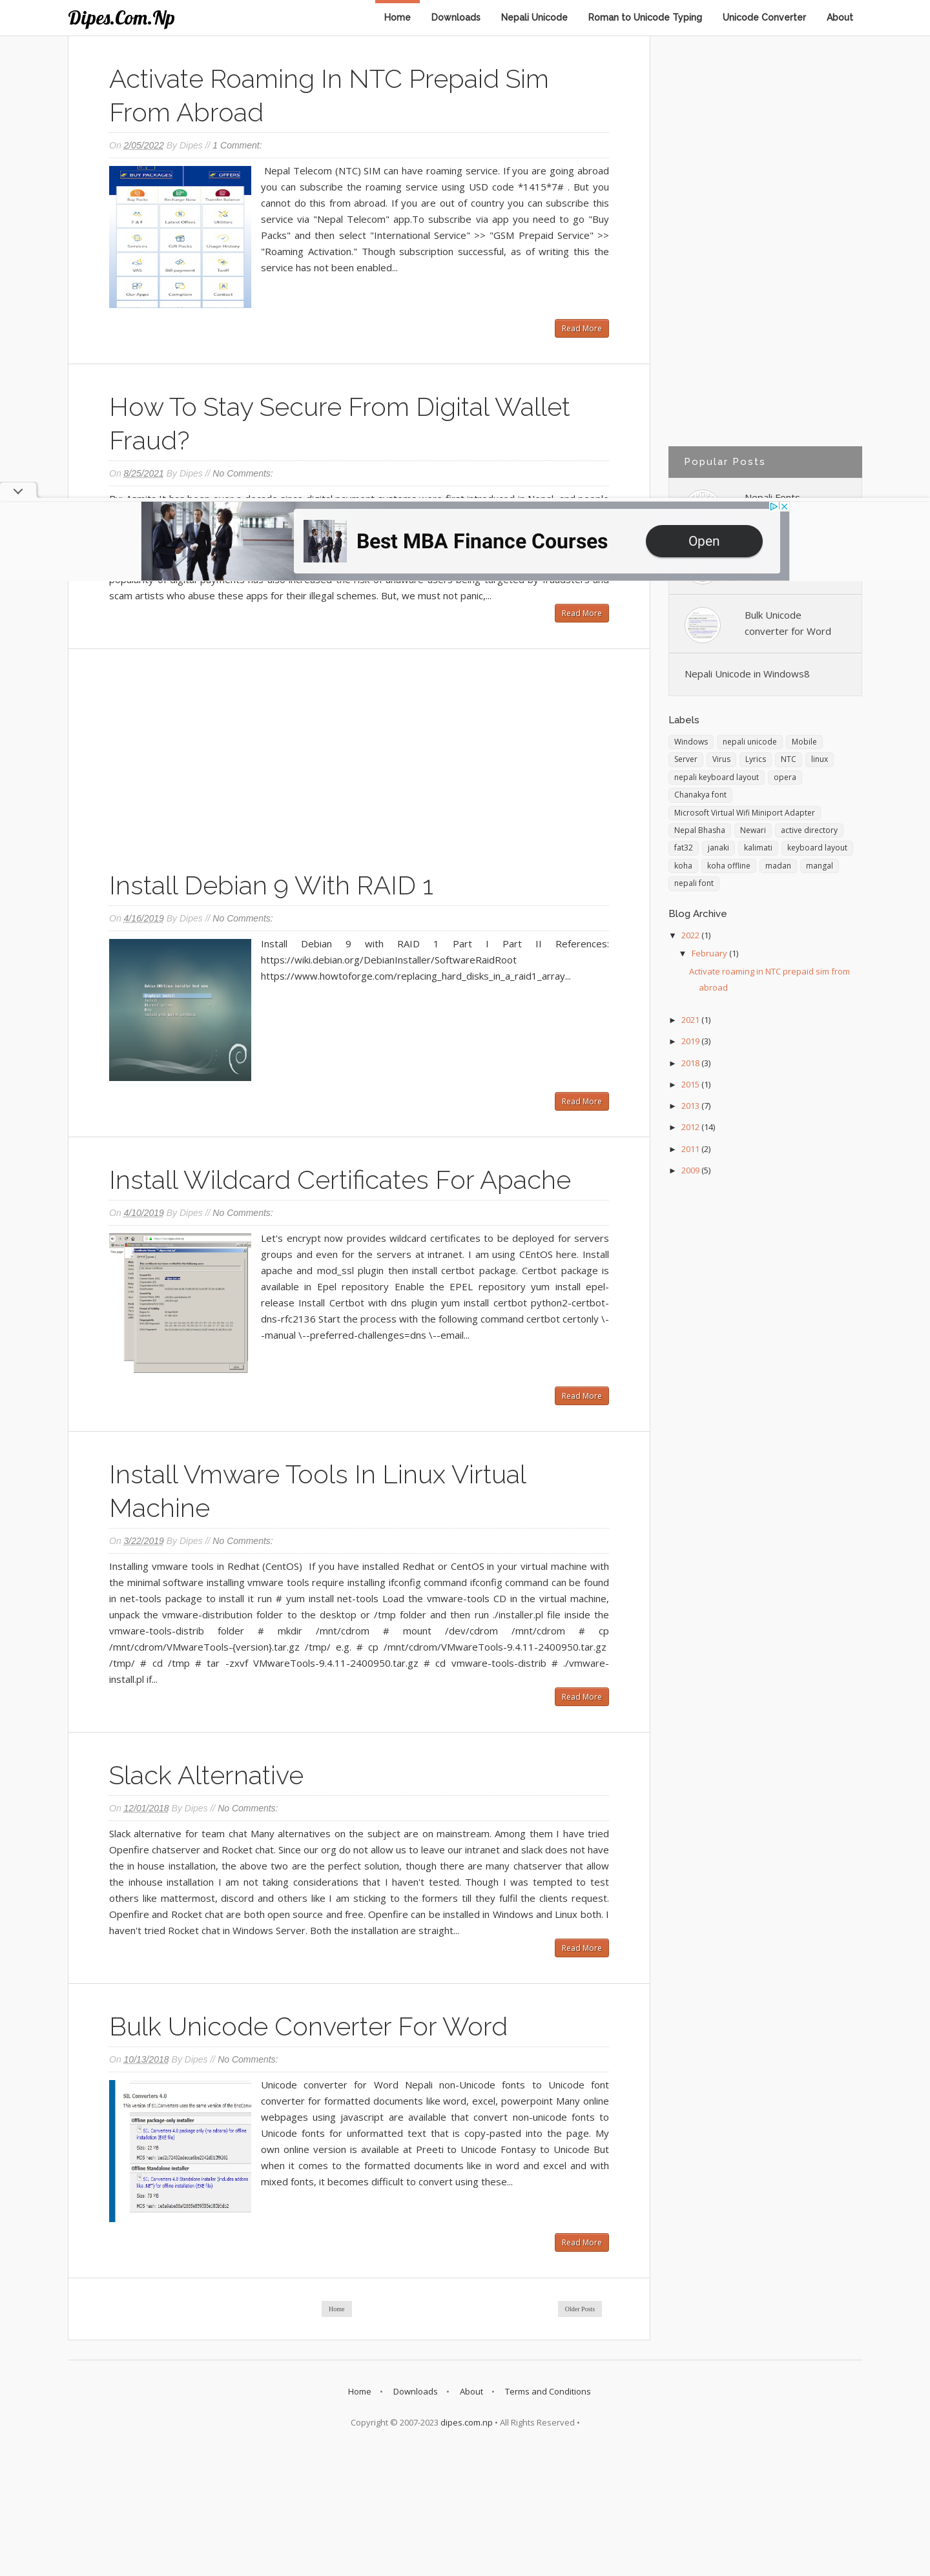 Dipes.Com.Np
Home
Downloads
Nepali Unicode
Roman to Unicode Typing
Unicode Converter
About
Activate Roaming In NTC Prepaid Sim
From Abroad
On 2/05/2022 By Dipes // 1 Comment:
BUY PACKAGES
OUR OFFERS
Buy Packs
Recharge Now
Transfer Balance
F & F
Latest Offers
Utilities
Services
Gift Packs
Usage History
VAS
Bill payment
Tariff
Our Apps
Complain
Contact
Nepal Telecom (NTC) SIM can have roaming service. If you are going abroad
you can subscribe the roaming service using USD code *1415*7# . But you
cannot do this from abroad. If you are out of country you can subscribe this
service via "Nepal Telecom" app.To subscribe via app you need to go "Buy
Packs" and then select "International Service" >> "GSM Prepaid Service" >>
"Roaming Activation." Though subscription successful, as of writing this the
service has not been enabled...
Read More
How To Stay Secure From Digital Wallet
Fraud?
On 8/25/2021 By Dipes // No Comments:
Best MBA Finance Courses
Open
scam artists who abuse these apps for their illegal schemes. But, we must not panic,...
Read More
Install Debian 9 With RAID 1
On 4/16/2019 By Dipes // No Comments:
Install Debian 9 with RAID 1 Part I Part II References:
https://wiki.debian.org/DebianInstaller/SoftwareRaidRoot
https://www.howtoforge.com/replacing_hard_disks_in_a_raid1_array...
Read More
Install Wildcard Certificates For Apache
On 4/10/2019 By Dipes // No Comments:
Let's encrypt now provides wildcard certificates to be deployed for servers
groups and even for the servers at intranet. I am using CEntOS here. Install
apache and mod_ssl plugin then install certbot package. Certbot package is
available in Epel repository Enable the EPEL repository yum install epel-
release Install Certbot with dns plugin yum install certbot python2-certbot-
dns-rfc2136 Start the process with the following command certbot certonly \-
-manual \--preferred-challenges=dns \--email...
Read More
Install Vmware Tools In Linux Virtual
Machine
On 3/22/2019 By Dipes // No Comments:
Installing vmware tools in Redhat (CentOS)  If you have installed Redhat or CentOS in your virtual machine with
the minimal software installing vmware tools require installing ifconfig command ifconfig command can be found
in net-tools package to install it run # yum install net-tools Load the vmware-tools CD in the virtual machine,
unpack the vmware-distribution folder to the desktop or /tmp folder and then run ./installer.pl file inside the
vmware-tools-distrib folder # mkdir /mnt/cdrom # mount /dev/cdrom /mnt/cdrom # cp
/mnt/cdrom/VMwareTools-{version}.tar.gz /tmp/ e.g. # cp /mnt/cdrom/VMwareTools-9.4.11-2400950.tar.gz
/tmp/ # cd /tmp # tar -zxvf VMwareTools-9.4.11-2400950.tar.gz # cd vmware-tools-distrib # ./vmware-
install.pl if...
Read More
Slack Alternative
On 12/01/2018 By Dipes // No Comments:
Slack alternative for team chat Many alternatives on the subject are on mainstream. Among them I have tried
Openfire chatserver and Rocket chat. Since our org do not allow us to leave our intranet and slack does not have
the in house installation, the above two are the perfect solution, though there are many chatserver that allow
the inhouse installation I am not taking considerations that I haven't tested. Though I was tempted to test
others like mattermost, discord and others like I am sticking to the formers till they fulfil the clients request.
Openfire and Rocket chat are both open source and free. Openfire can be installed in Windows and Linux both. I
haven't tried Rocket chat in Windows Server. Both the installation are straight...
Read More
Bulk Unicode Converter For Word
On 10/13/2018 By Dipes // No Comments:
SIL Converters 4.0
Offline package-only installer
Offline Standalone installer
Unicode converter for Word Nepali non-Unicode fonts to Unicode font
converter for formatted documents like word, excel, powerpoint Many online
webpages using javascript are available that convert non-unicode fonts to
Unicode fonts for unformatted text that is copy-pasted into the page. My
own online version is available at Preeti to Unicode Fontasy to Unicode But
when it comes to the formatted documents like in word and excel and with
mixed fonts, it becomes difficult to convert using these...
Read More
Home
Older Posts
Popular Posts
Bulk Unicode
converter for Word
Nepali Unicode in Windows8
Labels
Windows
nepali unicode
Mobile
Server
Virus
Lyrics
NTC
linux
nepali keyboard layout
opera
Chanakya font
Microsoft Virtual Wifi Miniport Adapter
Nepal Bhasha
Newari
active directory
fat32
janaki
kalimati
keyboard layout
koha
koha offline
madan
mangal
nepali font
Blog Archive
▼ 2022 (1)
▼ February (1)
Activate roaming in NTC prepaid sim from
abroad
► 2021 (1)
► 2019 (3)
► 2018 (3)
► 2015 (1)
► 2013 (7)
► 2012 (14)
► 2011 (2)
► 2009 (5)
Home • Downloads • About • Terms and Conditions
Copyright © 2007-2023 dipes.com.np • All Rights Reserved •